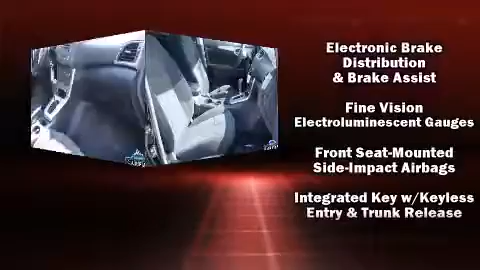 Electronic Brake
Distribution
& Brake Assist
Fine Vision
Electroluminescent Gauges
Front Seat-Mounted
Side-Impact Airbags
Integrated Key w/Keyless
Entry & Trunk Release